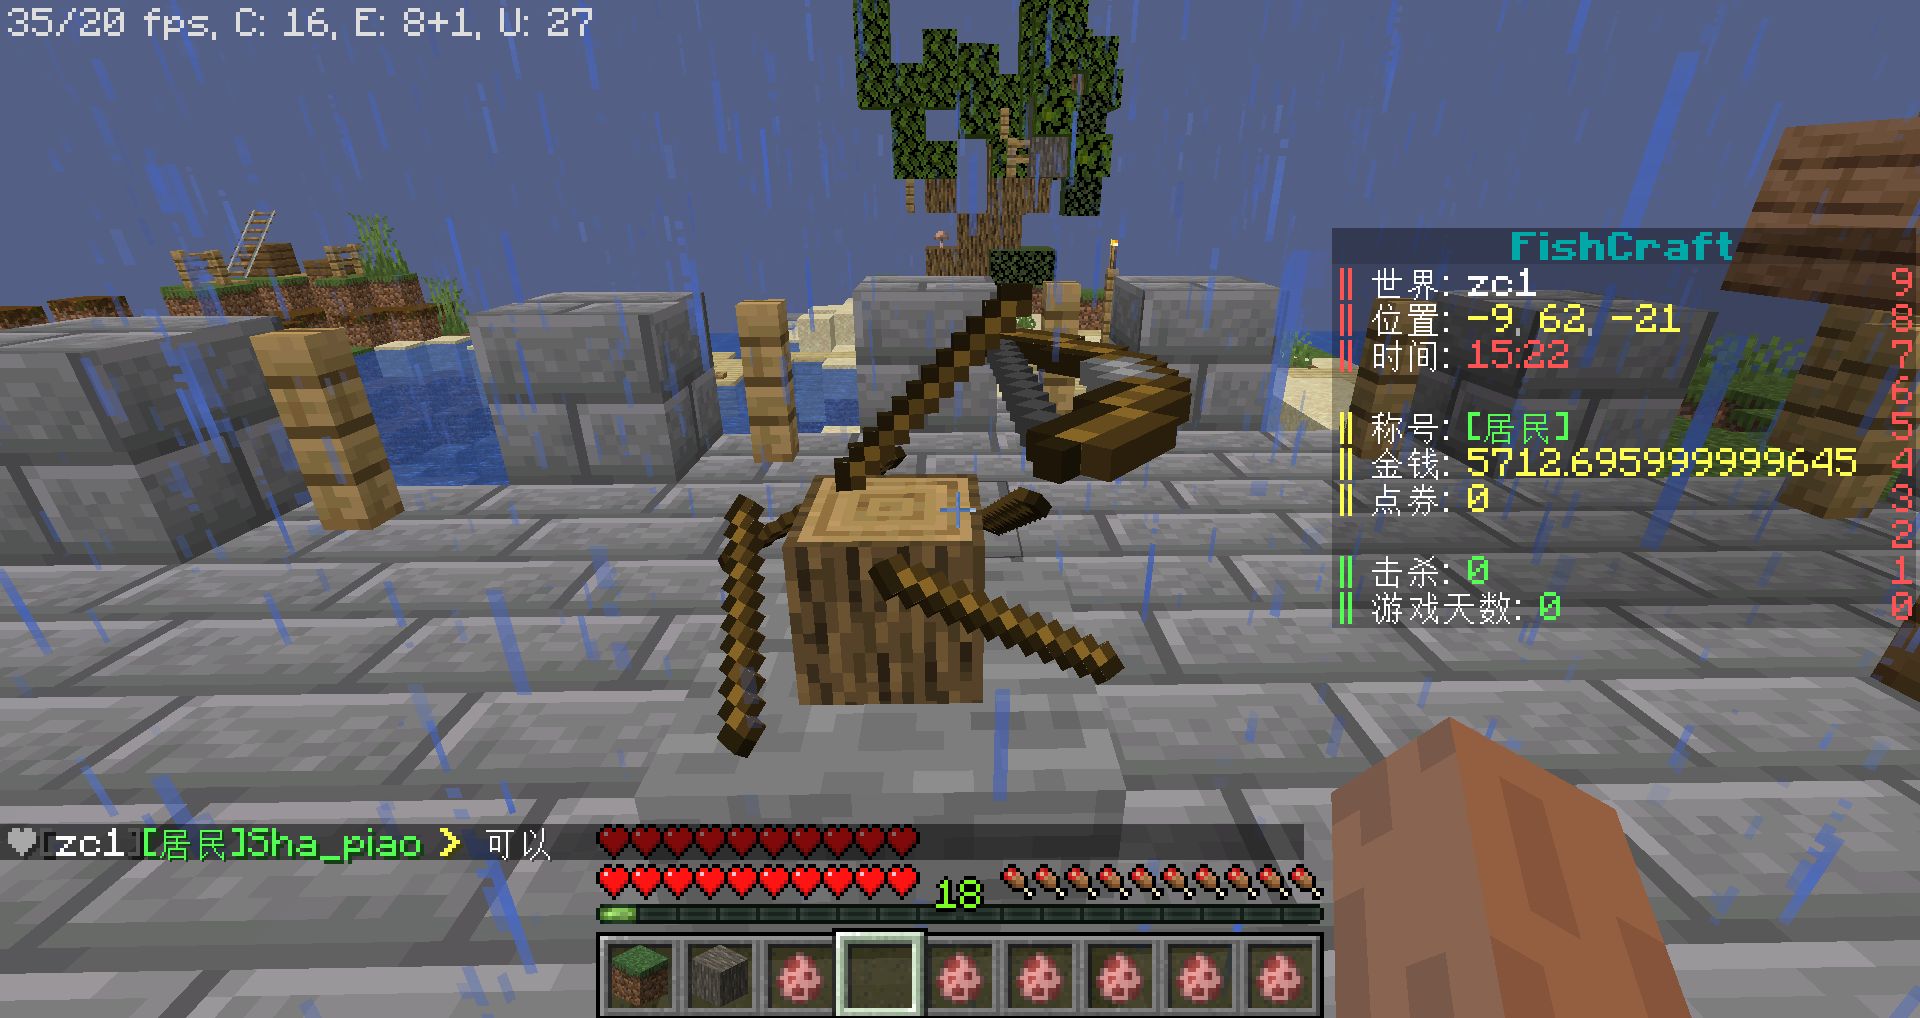 35/20 fps, C: 16, E: 8+1, U: 27
FishCraft
世界: zc1 9
位置: -9, 62, -21 8
时间: 15:22 7
6
称号: [居民] 5
金钱: 5712.695999999645 4
点券: 0 3
2
击杀: 0 1
游戏天数: 0 0
[zc1][居民]Sha_piao > 可以
18